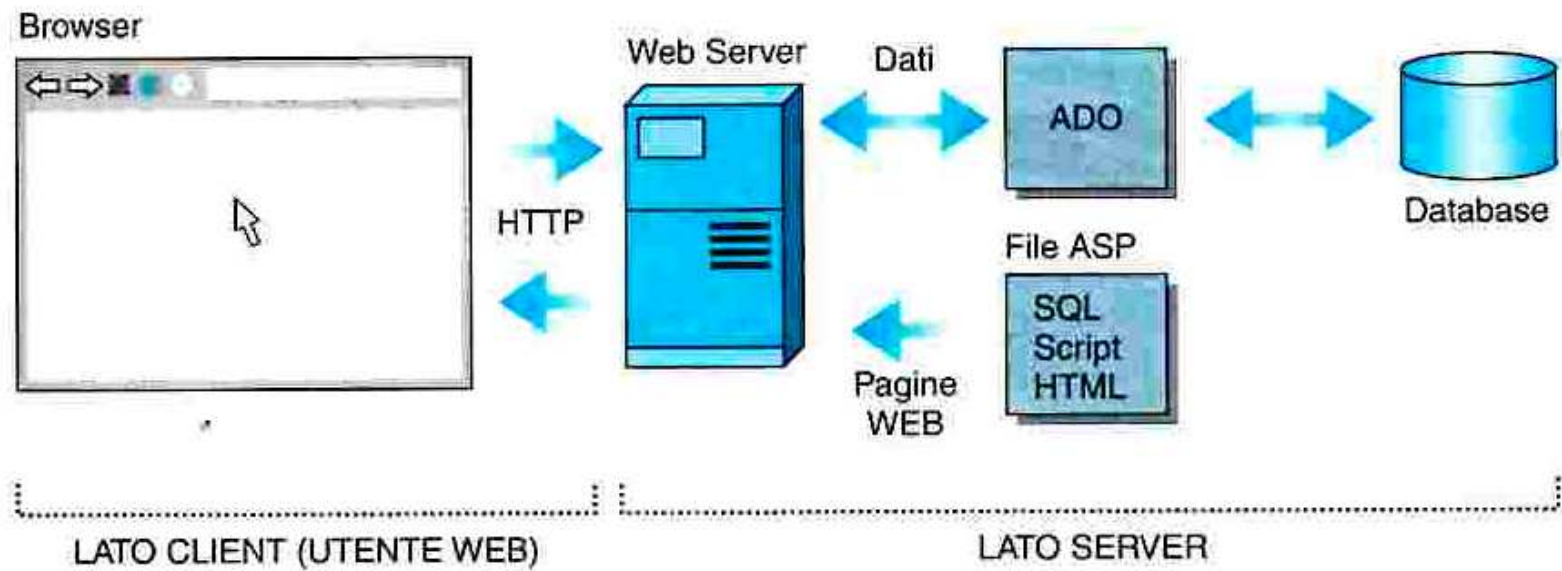 Browser
Web Server
Dati
ADO
Database
HTTP
File ASP
SQL
Script
HTML
Pagine
WEB
LATO CLIENT (UTENTE WEB)
LATO SERVER